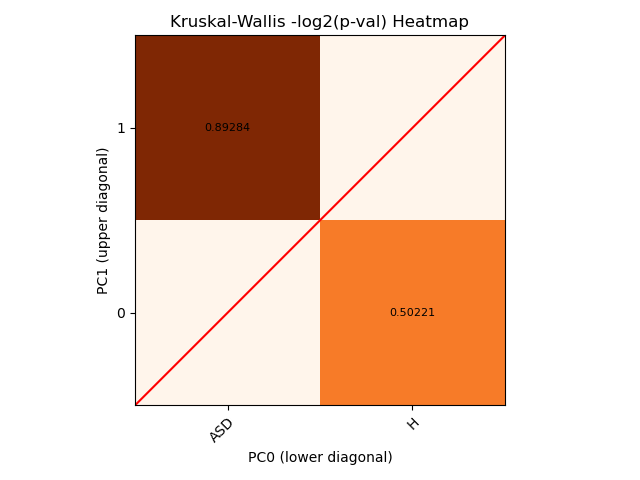 Kruskal-Wallis -log2(p-val) Heatmap
PC1 (upper diagonal)
1
0.89284
0
0.50221
ASD
H
PC0 (lower diagonal)